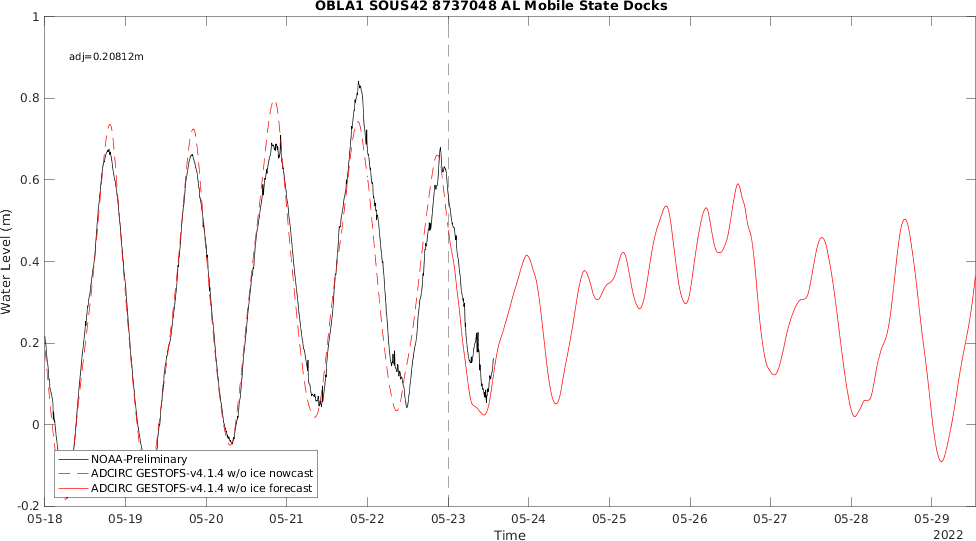 OBLA1 SOUS42 8737048 AL Mobile State Docks
adj=0.20812m
Water Level (m)
1
0.8
0.6
0.4
0.2
0
-0.2
NOAA-Preliminary
ADCIRC GESTOFS-v4.1.4 w/o ice nowcast
ADCIRC GESTOFS-v4.1.4 w/o ice forecast
05-18 05-19 05-20 05-21 05-22 05-23 05-24 05-25 05-26 05-27 05-28 05-29
Time
2022